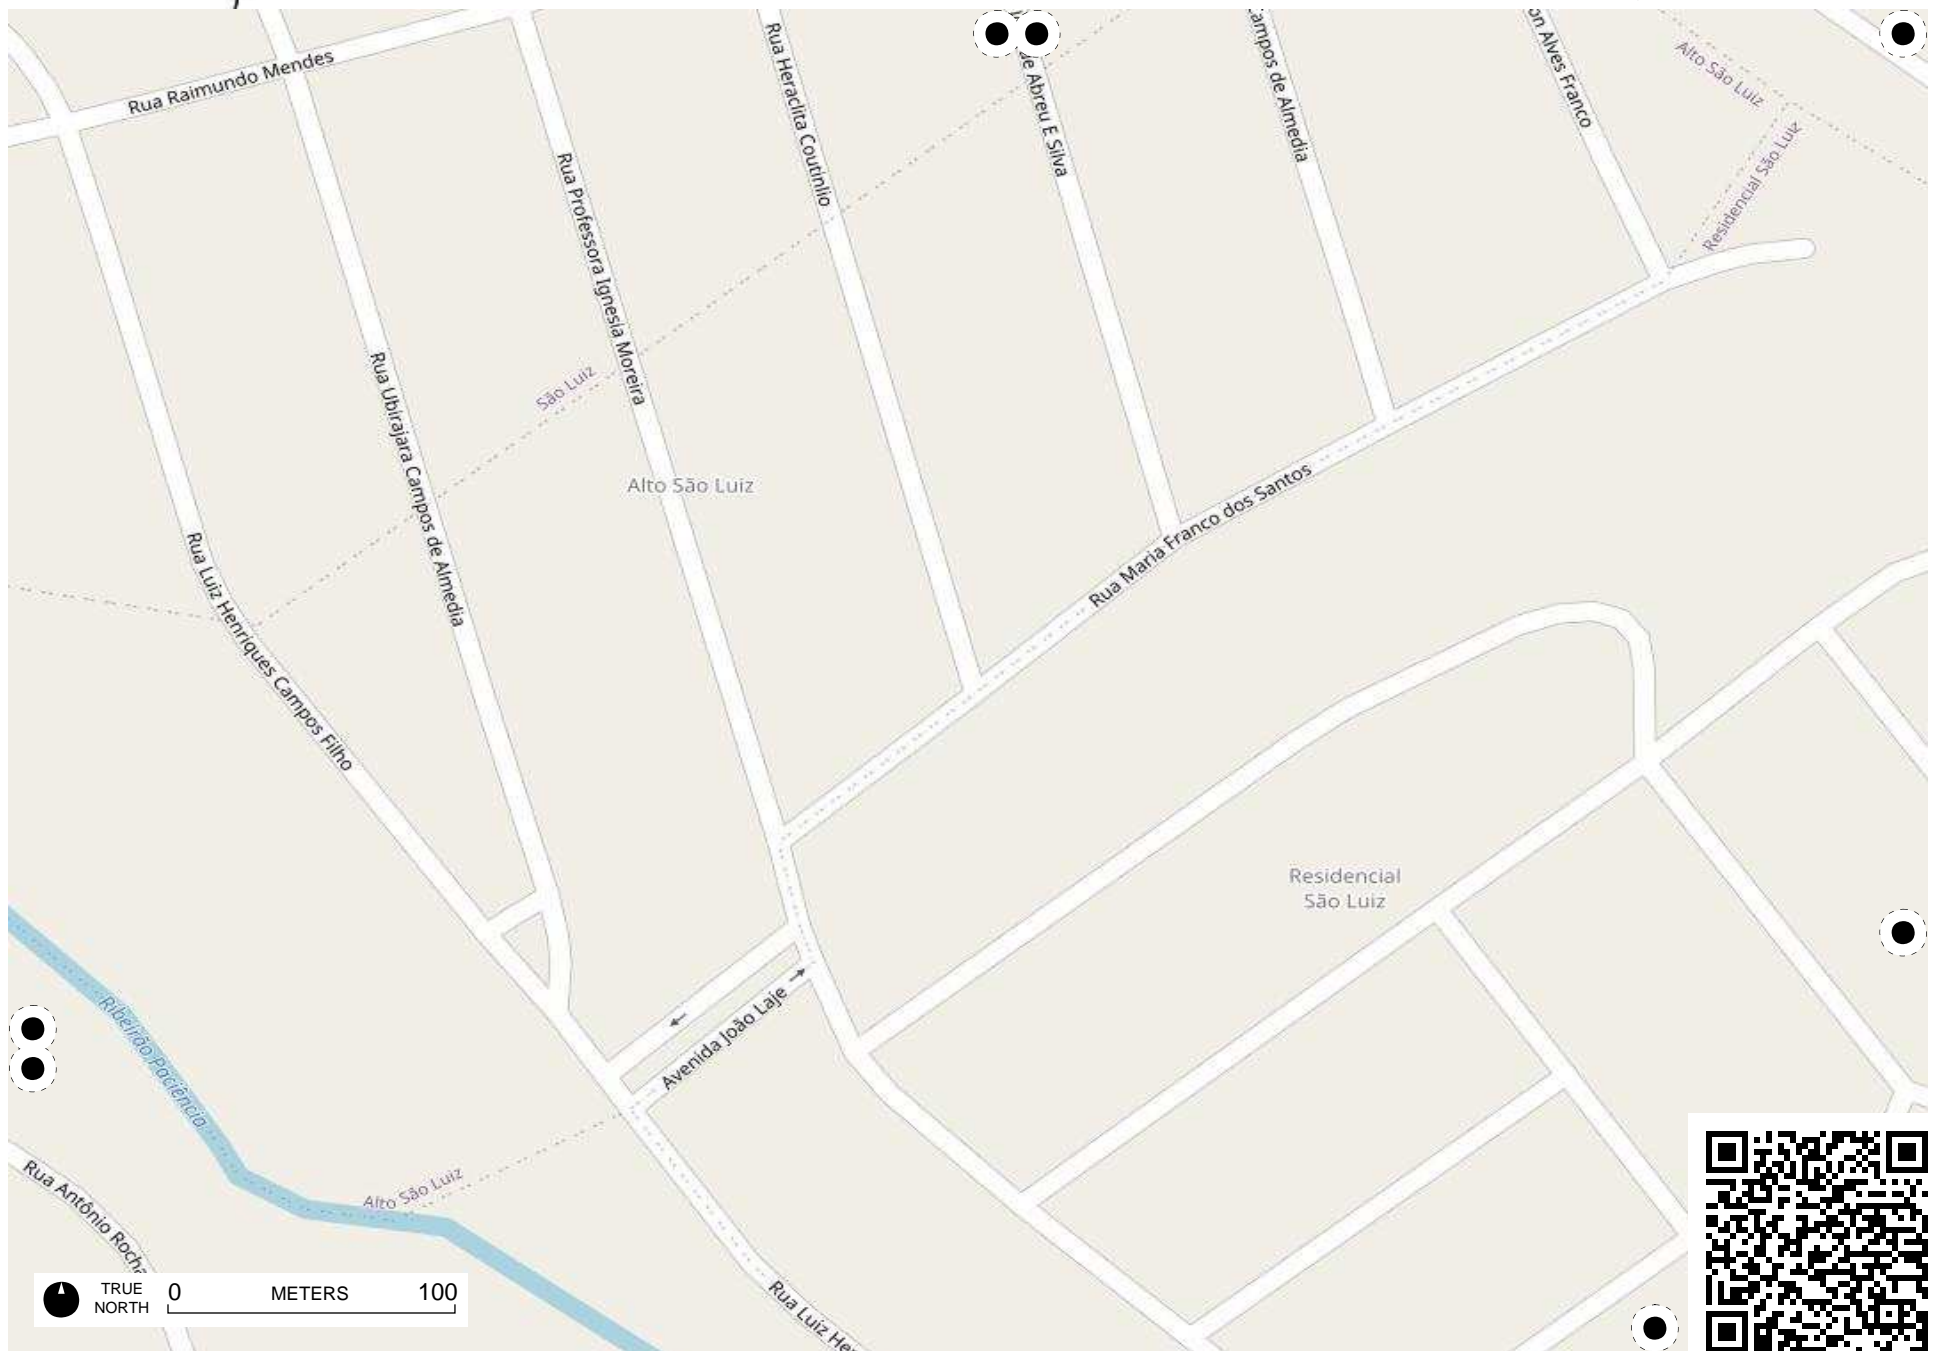 Rua Raimundo Mendes
Rua Heraclita Coutinlio
de Abreu E Silva
Campos de Almedia
on Alves Franco
Alto São Luiz
Residencial São Luiz
Rua Professora Ignesia Moreira
São Luiz
Rua Ubirajara Campos de Almedia
Alto São Luiz
Rua Maria Franco dos Santos
Rua Luiz Henriques Campos Filho
Residencial
São Luiz
Avenida João Laje
Ribeirão Paciência
Alto São Luiz
Rua Antônio Rocha
Rua Luiz Her
TRUE
NORTH
0 METERS 100